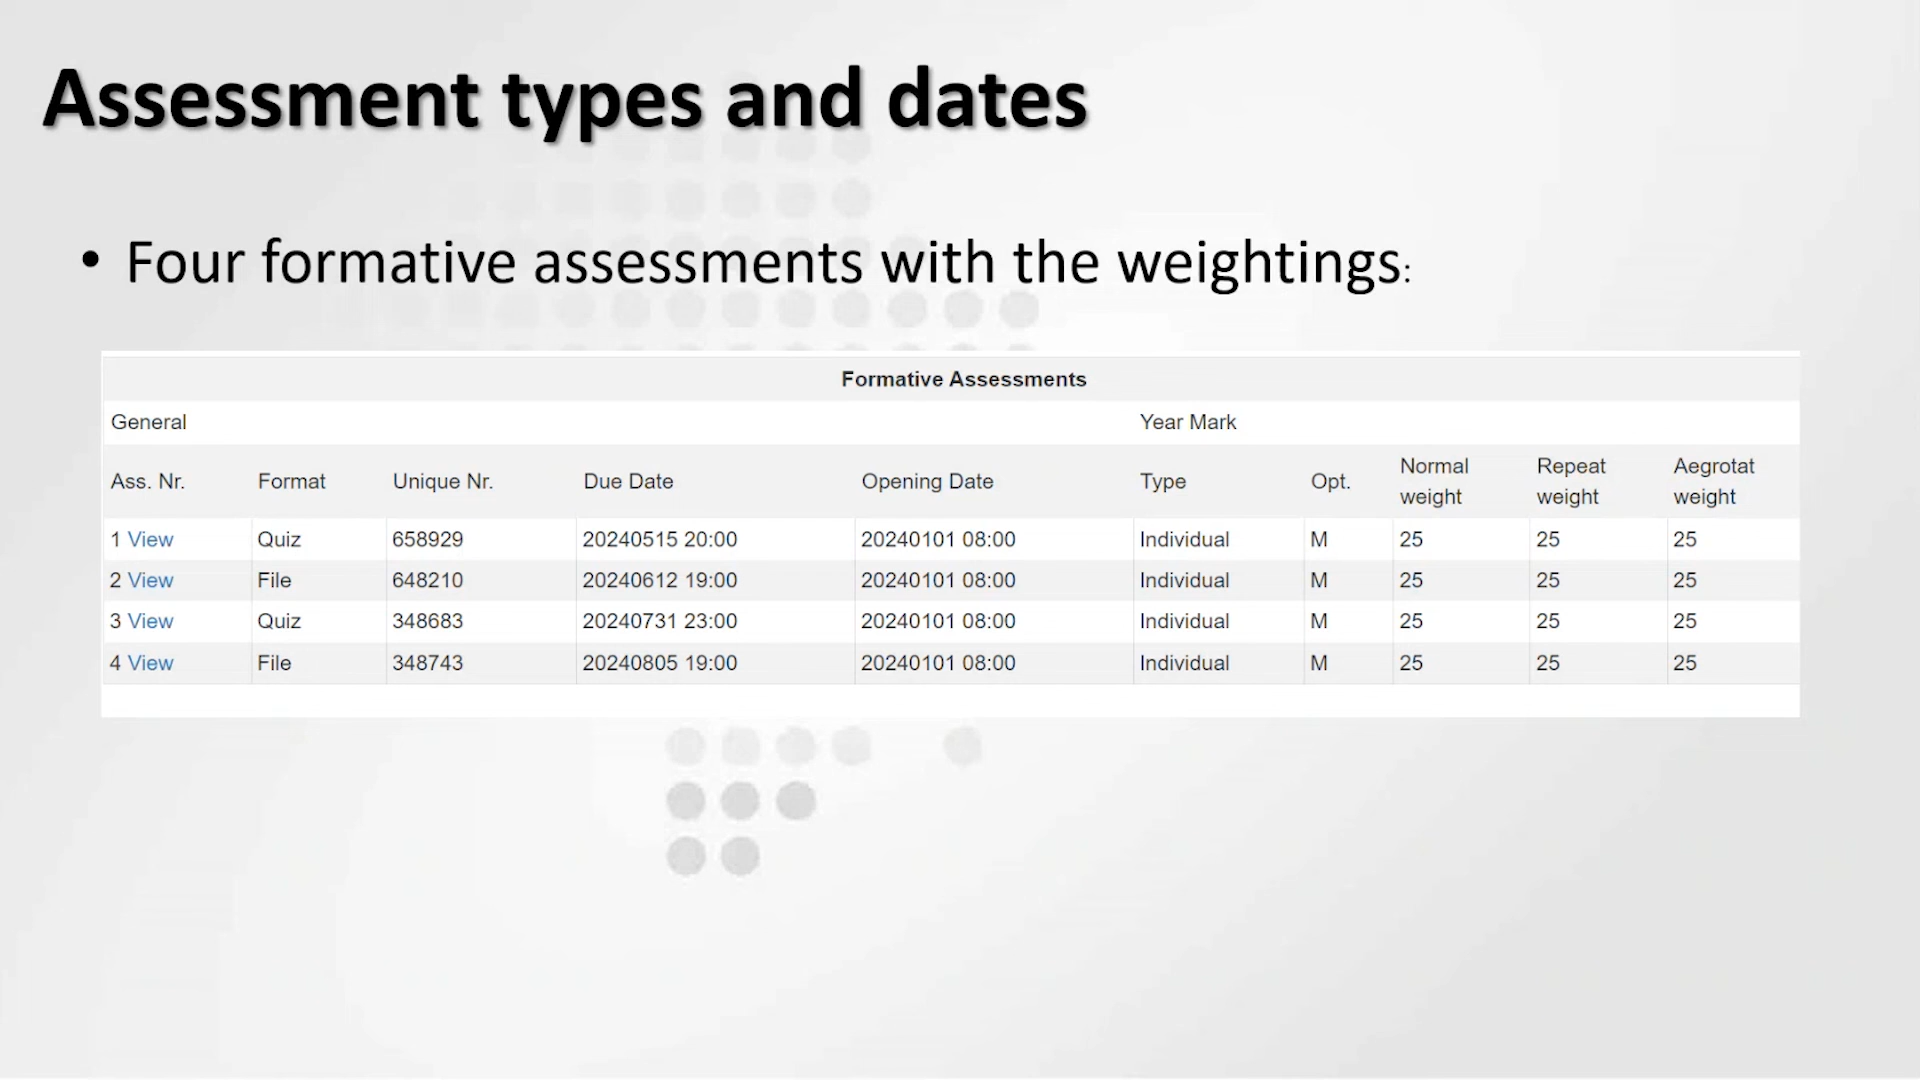 Assessment types and dates
• Four formative assessments with the weightings:
Formative Assessments
General Year Mark
Ass. Nr. Format Unique Nr. Due Date Opening Date Type Opt. Normal weight Repeat weight Aegrotat weight
1 View Quiz 658929 20240515 20:00 20240101 08:00 Individual M 25 25 25
2 View File 648210 20240612 19:00 20240101 08:00 Individual M 25 25 25
3 View Quiz 348683 20240731 23:00 20240101 08:00 Individual M 25 25 25
4 View File 348743 20240805 19:00 20240101 08:00 Individual M 25 25 25